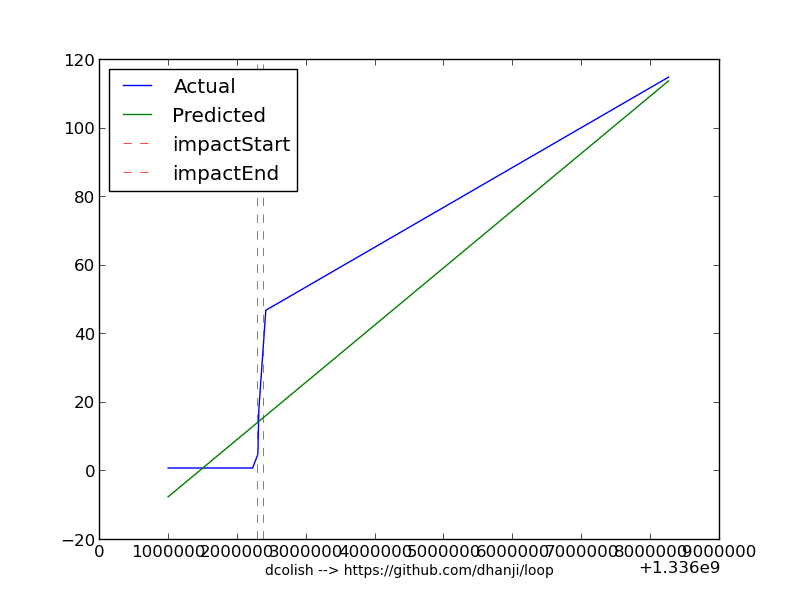 120
100
80
60
40
20
0
−20
Actual
Predicted
impactStart
impactEnd
0 1000000 2000000 3000000 4000000 5000000 6000000 7000000 8000000 9000000
+1.336e9
dcolish --> https://github.com/dhanji/loop